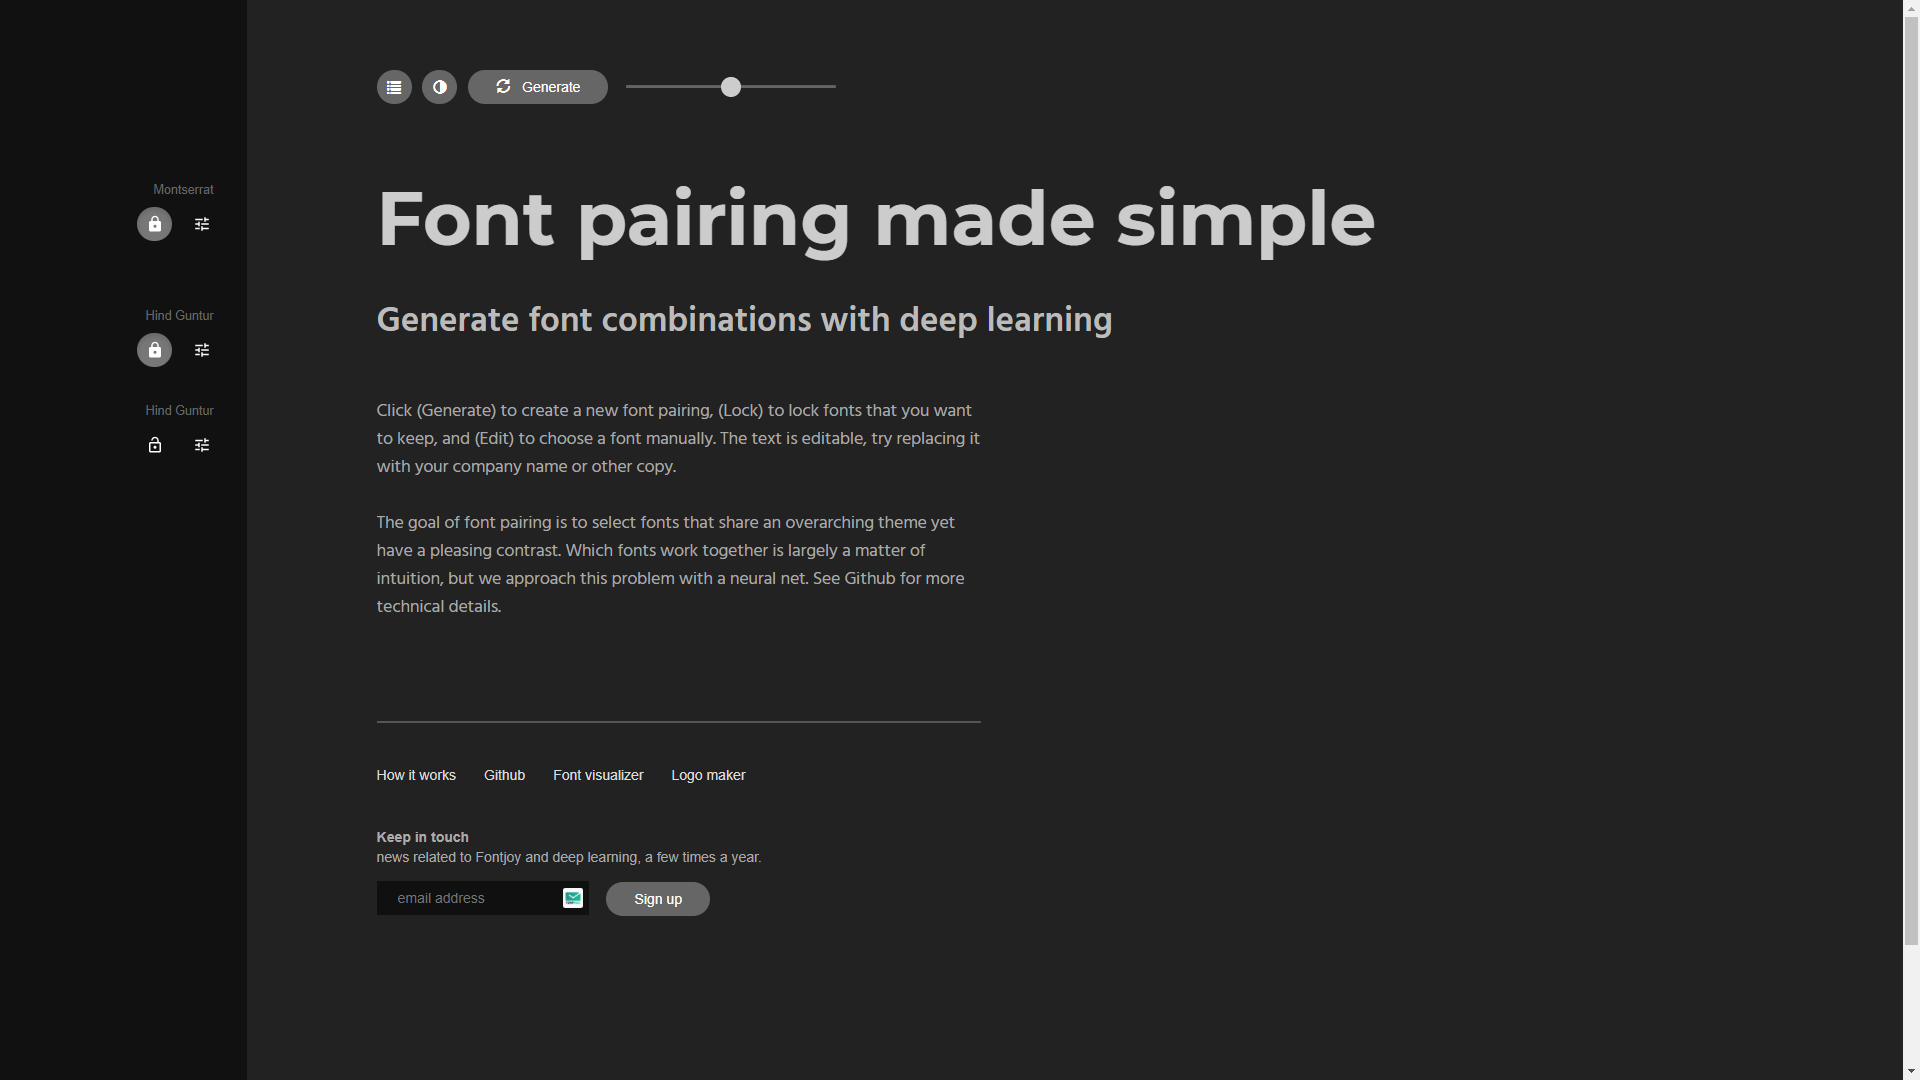 Generate
Montserrat
Font pairing made simple
Hind Guntur
Generate font combinations with deep learning
Hind Guntur
Click (Generate) to create a new font pairing, (Lock) to lock fonts that you want
to keep, and (Edit) to choose a font manually. The text is editable, try replacing it
with your company name or other copy.
The goal of font pairing is to select fonts that share an overarching theme yet
have a pleasing contrast. Which fonts work together is largely a matter of
intuition, but we approach this problem with a neural net. See Github for more
technical details.
How it works Github Font visualizer Logo maker
Keep in touch
news related to Fontjoy and deep learning, a few times a year.
email address Sign up